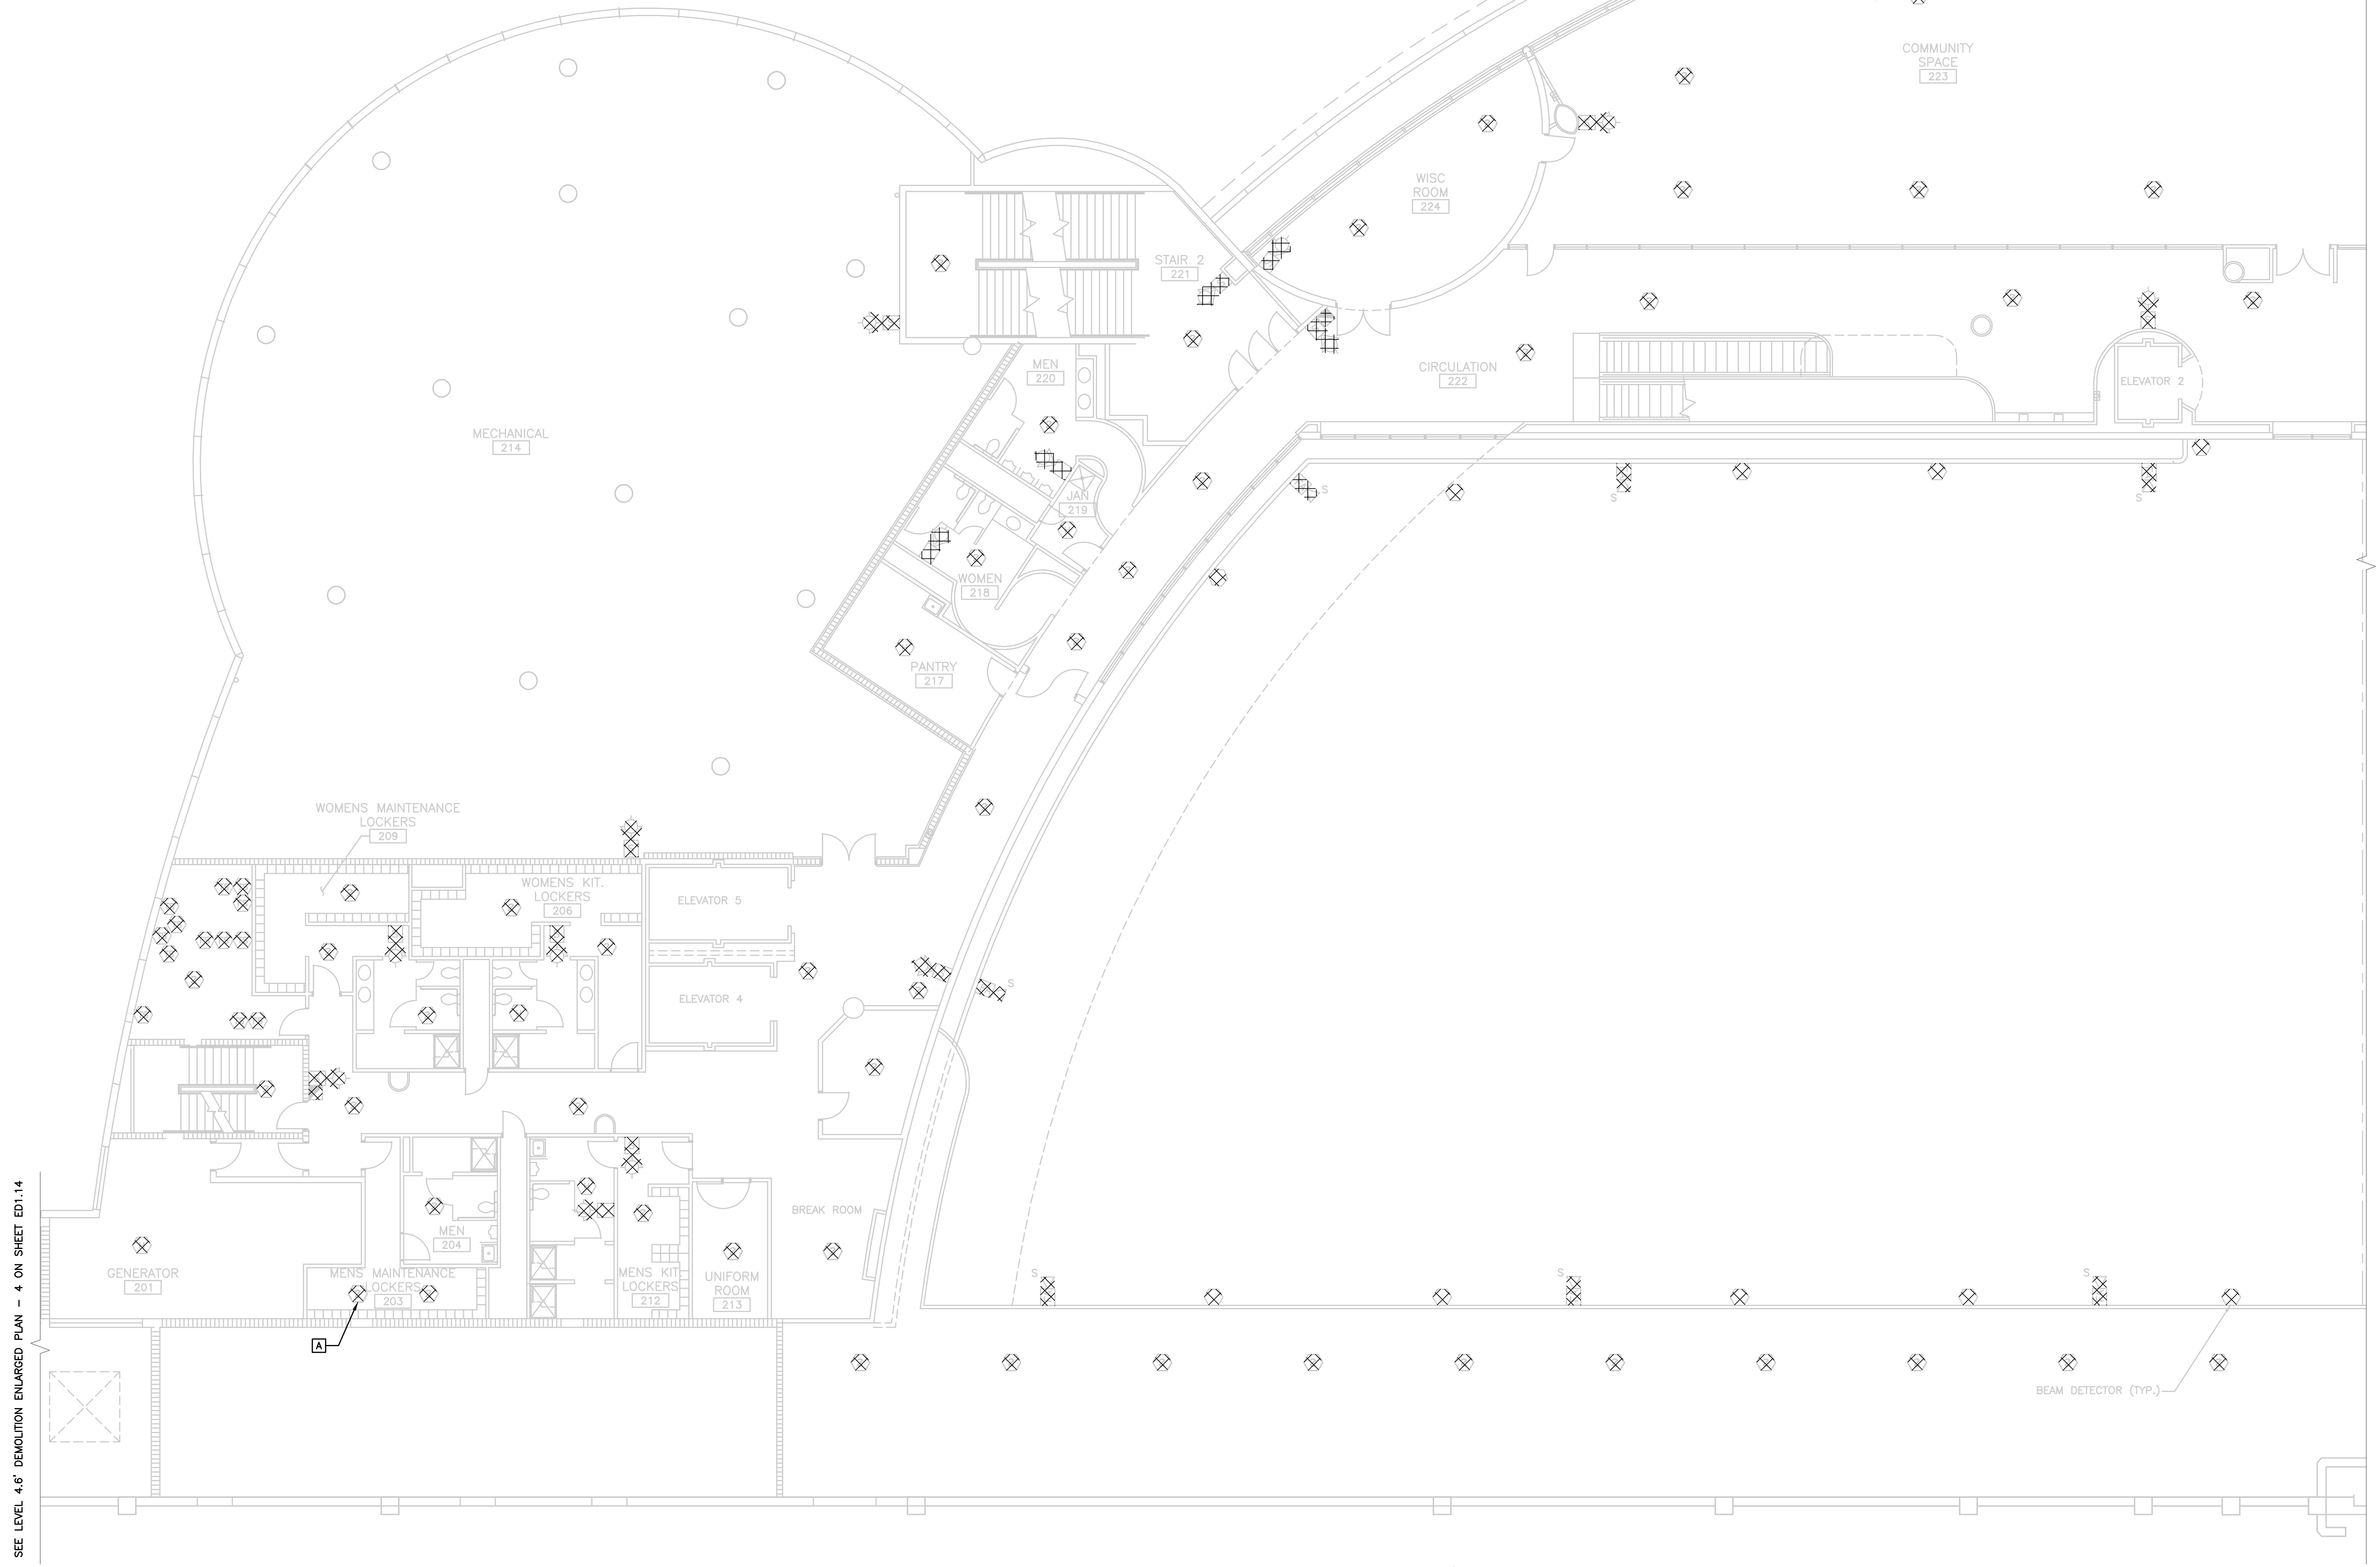 COMMUNITY
SPACE
223
WISC
ROOM
224
STAIR 2
221
MEN
220
CIRCULATION
222
ELEVATOR 2
MECHANICAL
214
JAN
219
S
S
S
WOMEN
218
PANTRY
217
WOMENS MAINTENANCE
LOCKERS
209
WOMENS KIT.
LOCKERS
206
ELEVATOR 5
ELEVATOR 4
S
BREAK ROOM
MEN
204
GENERATOR
201
MENS MAINTENANCE
LOCKERS
203
MENS KIT.
LOCKERS
212
UNIFORM
ROOM
213
S
S
S
A
BEAM DETECTOR (TYP.)
SEE LEVEL 4.6' DEMOLITION ENLARGED PLAN - 4 ON SHEET ED1.14